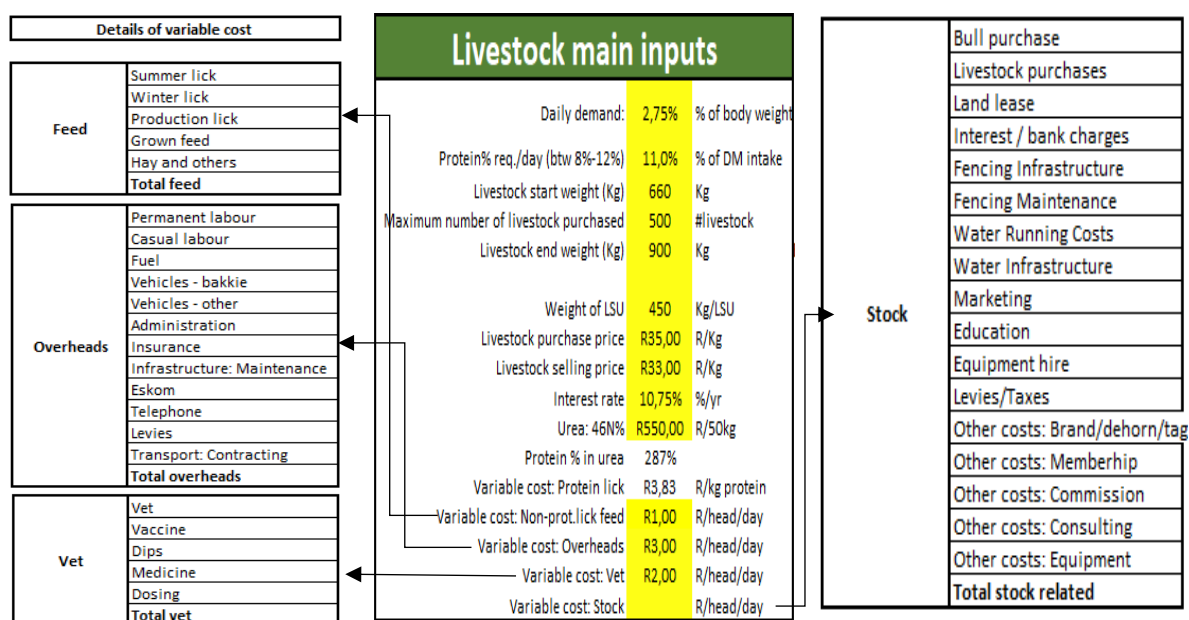 Details of variable cost
Feed
Summer lick
Winter lick
Production lick
Grown feed
Hay and others
Total feed
Overheads
Permanent labour
Casual labour
Fuel
Vehicles - bakkie
Vehicles - other
Administration
Insurance
Infrastructure: Maintenance
Eskom
Telephone
Levies
Transport: Contracting
Total overheads
Vet
Vet
Vaccine
Dips
Medicine
Dosing
Total vet
Livestock main inputs
Daily demand: 2,75% % of body weight
Protein% req./day (btw 8%-12%) 11,0% % of DM intake
Livestock start weight (Kg) 660 Kg
Maximum number of livestock purchased 500 #livestock
Livestock end weight (Kg) 900 Kg
Weight of LSU 450 Kg/LSU
Livestock purchase price R35,00 R/Kg
Livestock selling price R33,00 R/Kg
Interest rate 10,75% %/yr
Urea: 46N% R550,00 R/50kg
Protein % in urea 287%
Variable cost: Protein lick R3,83 R/kg protein
Variable cost: Non-prot.lick feed R1,00 R/head/day
Variable cost: Overheads R3,00 R/head/day
Variable cost: Vet R2,00 R/head/day
Variable cost: Stock R/head/day
Stock
Bull purchase
Livestock purchases
Land lease
Interest / bank charges
Fencing Infrastructure
Fencing Maintenance
Water Running Costs
Water Infrastructure
Marketing
Education
Equipment hire
Levies/Taxes
Other costs: Brand/dehorn/tag
Other costs: Memberhip
Other costs: Commission
Other costs: Consulting
Other costs: Equipment
Total stock related